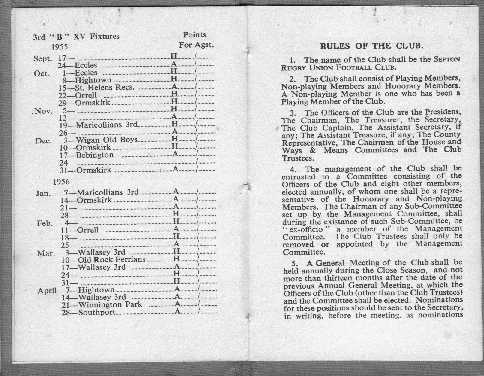 3rd "B" XV Fixtures Points
1955 For Agst.
Sept. 17— H /
24—Eccles A /
Oct. 1—Eccles H /
8—Hightown H /
15—St. Helens Recs. A /
22—Orrell H /
29—Ormskirk H /
Nov. 5— H /
12 A /
19—Maricollians 3rd H /
26 A /
Dec. 3—Wigan Old Boys H /
10—Ormskirk H /
17—Bebington A /
24
31—Ormskirk A /
1956
Jan. 7—Maricollians 3rd A /
14—Ormskirk A /
21— A /
28 H /
Feb. 4— H /
11—Orrell A /
18— H /
25 A /
Mar. 3—Wallasey 3rd H /
10—Old Rock Ferrians H /
17—Wallasey 3rd A /
24 H /
31— H /
April 7—Hightown A /
14—Wallasey 3rd A /
21—Winnington Park A /
28—Southport A /
RULES OF THE CLUB.
1. The name of the Club shall be the SEFTON
RUGBY UNION FOOTBALL CLUB.
2. The Club shall consist of Playing Members,
Non-playing Members and Honorary Members.
A Non-playing Member is one who has been a
Playing Member of the Club.
3. The Officers of the Club are the President,
The Chairman, The Treasurer, the Secretary,
The Club Captain, The Assistant Secretary, if
any; The Assistant Treasure, if any; The County
Representative, The Chairman of the House and
Ways & Means Committees and The Club
Trustees.
4. The management of the Club shall be
entrusted to a Committee consisting of the
Officers of the Club and eight other members,
elected annually, of whom one shall be a repre-
sentative of the Honorary and Non-playing
Members. The Chairman of any Sub-Committee
set up by the Management Committee, shall
during the existance of such Sub-Committee, be
"ex-officio" a member of the Management
Committee. The Club Trustees shall only be
removed or appointed by the Management
Committee.
5. A General Meeting of the Club shall be
held annually during the Close Season, and not
more than thirteen months after the date of the
previous Annual General Meeting, at which the
Officers of the Club (other than the Club Trustees)
and the Committee shall be elected. Nominations
for these positions should be sent to the Secretary,
in writing, before the meeting, as nominations